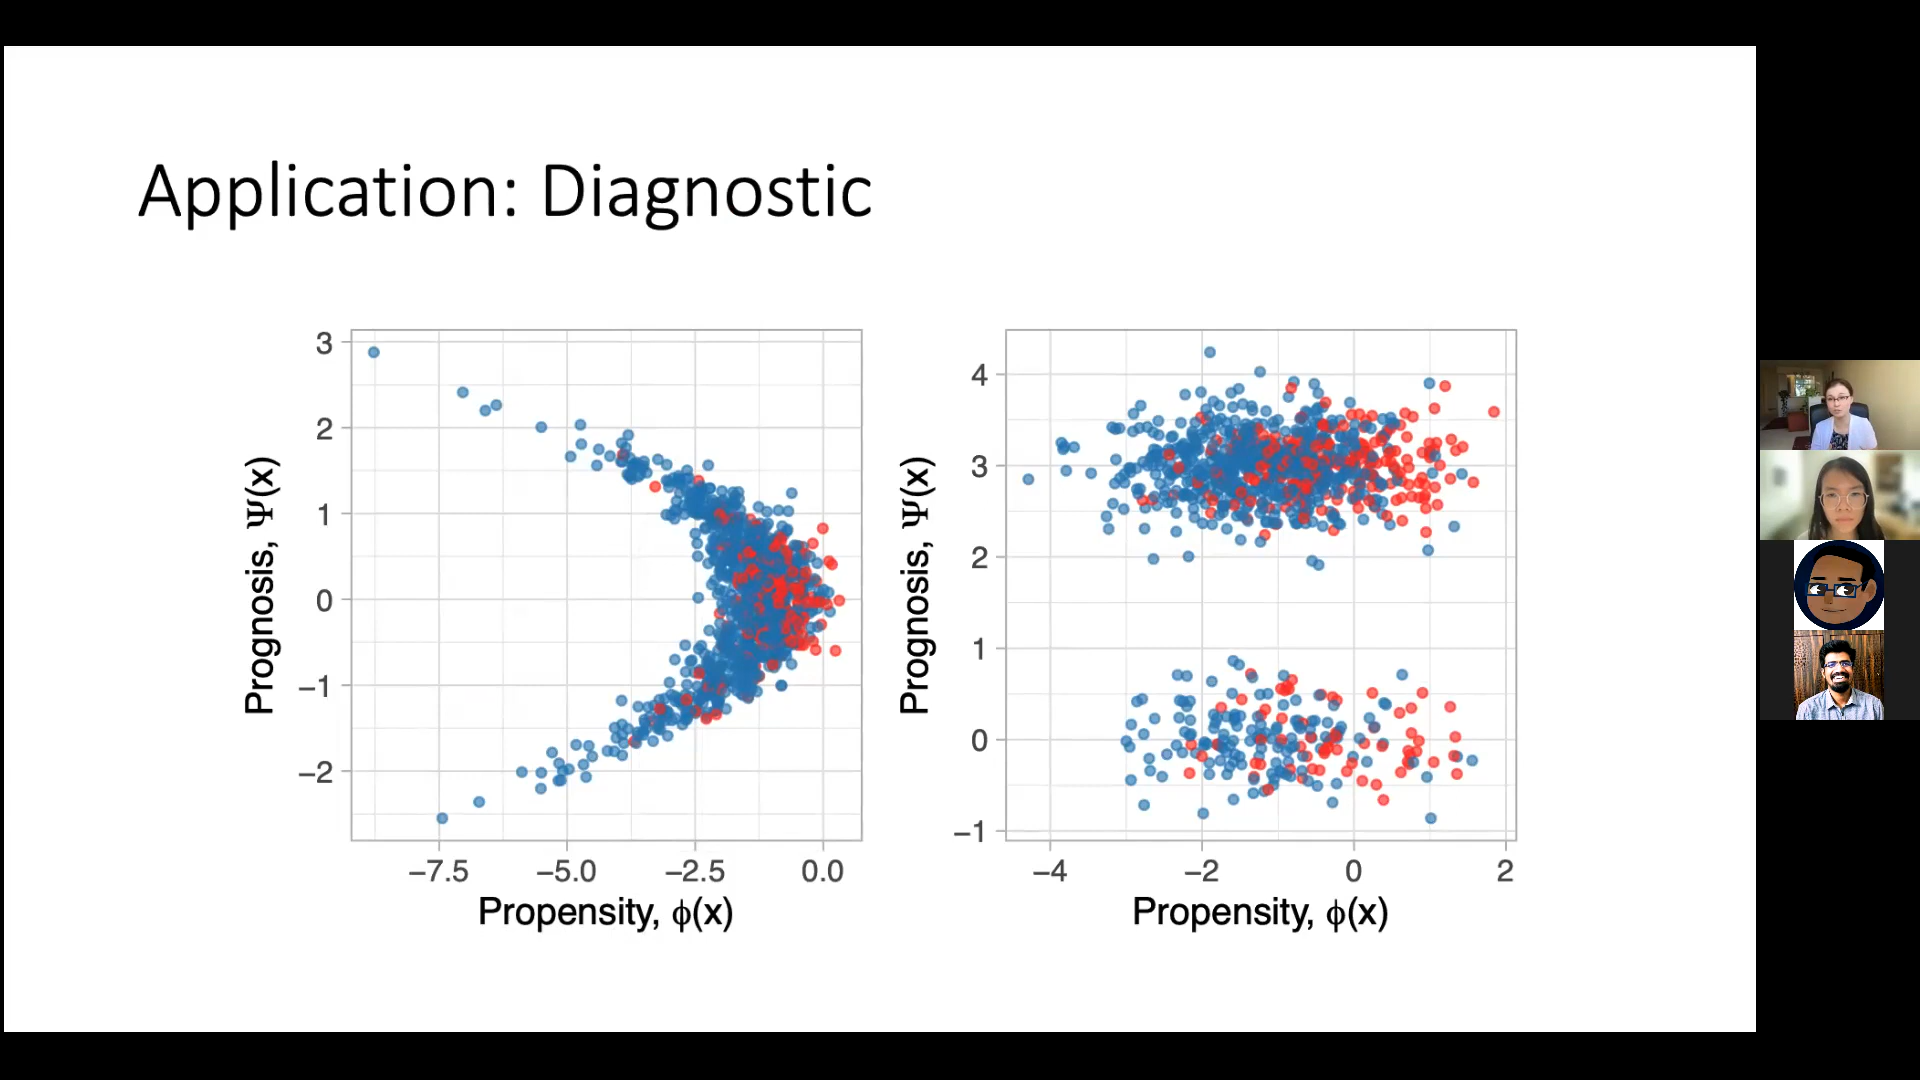 Application: Diagnostic
3
2
1
0
−1
−2
Prognosis, Ψ(x)
−7.5 −5.0 −2.5 0.0
Propensity, ϕ(x)
4
3
2
1
0
−1
Prognosis, Ψ(x)
−4 −2 0 2
Propensity, ϕ(x)